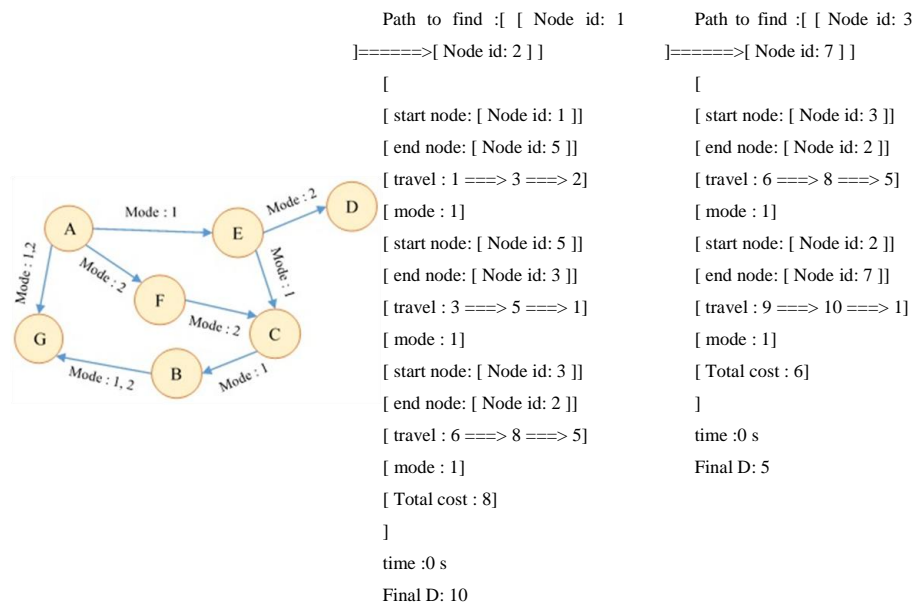 A
Mode : 1
E
Mode : 2
D
Mode : 1,2
Mode : 2
F
Mode : 1
Mode : 2
C
G
Mode : 1, 2
B
Mode : 1
Path to find :[ [ Node id: 1
]======>[ Node id: 2 ] ]
[
[ start node: [ Node id: 1 ]]
[ end node: [ Node id: 5 ]]
[ travel : 1 ===> 3 ===> 2]
[ mode : 1]
[ start node: [ Node id: 5 ]]
[ end node: [ Node id: 3 ]]
[ travel : 3 ===> 5 ===> 1]
[ mode : 1]
[ start node: [ Node id: 3 ]]
[ end node: [ Node id: 2 ]]
[ travel : 6 ===> 8 ===> 5]
[ mode : 1]
[ Total cost : 8]
]
time :0 s
Final D: 10
Path to find :[ [ Node id: 3
]======>[ Node id: 7 ] ]
[
[ start node: [ Node id: 3 ]]
[ end node: [ Node id: 2 ]]
[ travel : 6 ===> 8 ===> 5]
[ mode : 1]
[ start node: [ Node id: 2 ]]
[ end node: [ Node id: 7 ]]
[ travel : 9 ===> 10 ===> 1]
[ mode : 1]
[ Total cost : 6]
]
time :0 s
Final D: 5